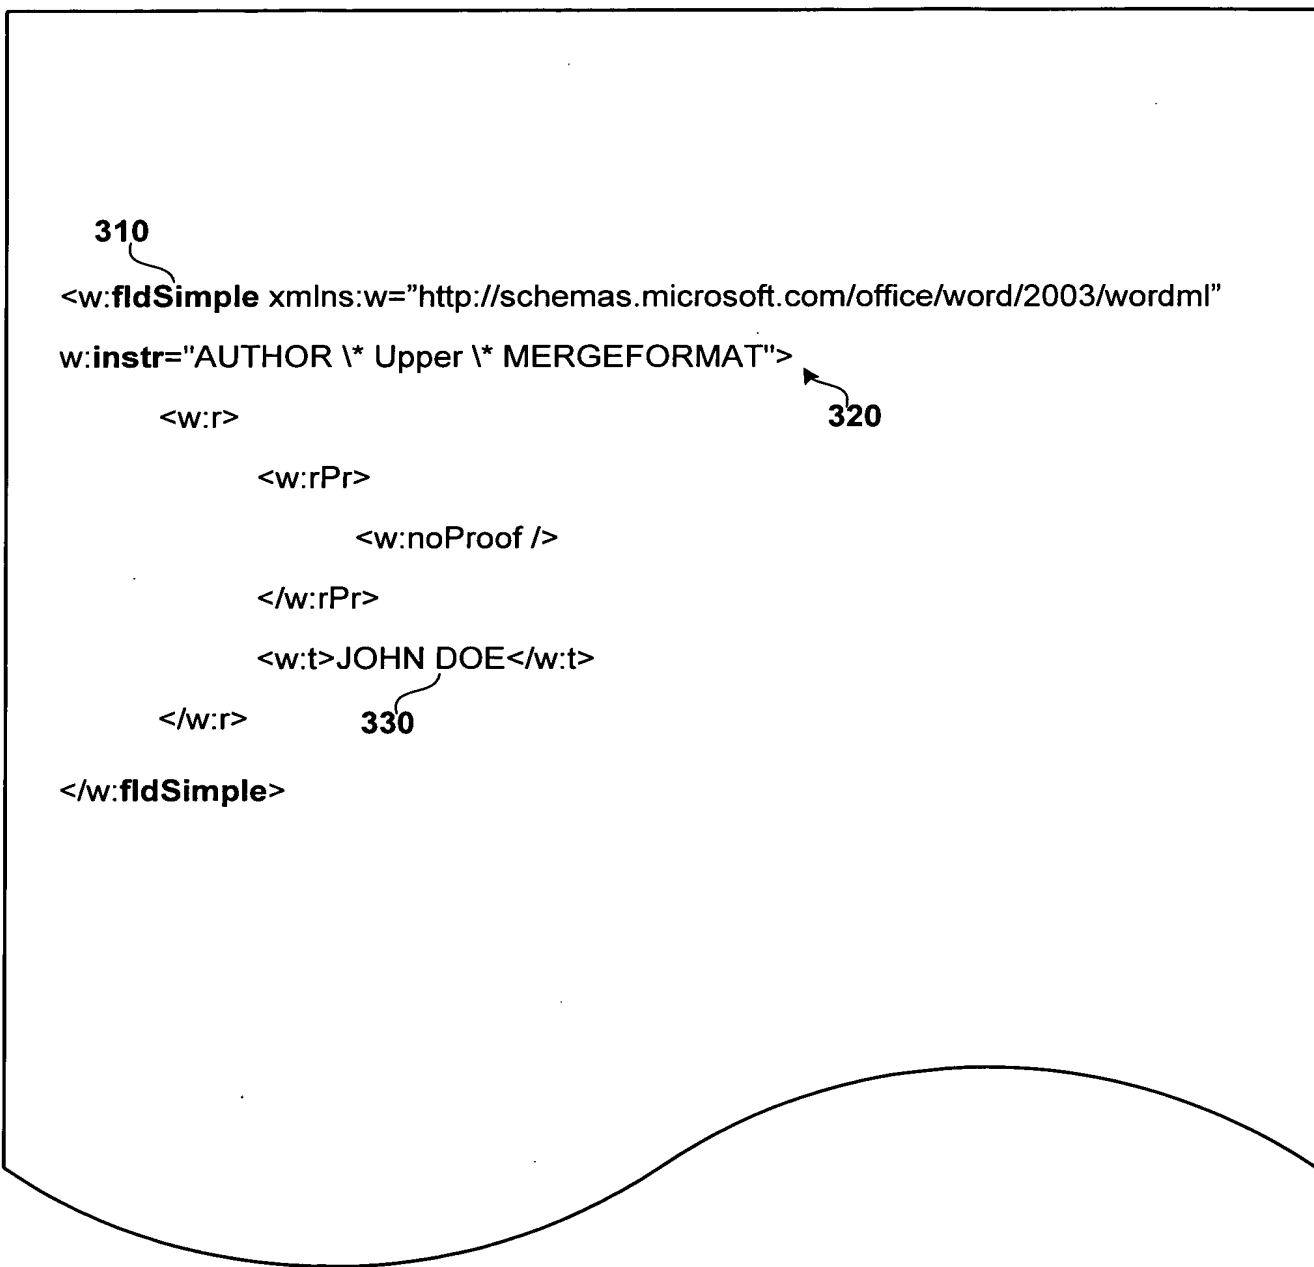 310
<w:fldSimple xmlns:w="http://schemas.microsoft.com/office/word/2003/wordml”
w:instr="AUTHOR \* Upper \* MERGEFORMAT">
320
<w:r>
<w:rPr>
<w:noProof />
</w:rPr>
<w:t>JOHN DOE</w:t>
330
</w:r>
</w:fldSimple>